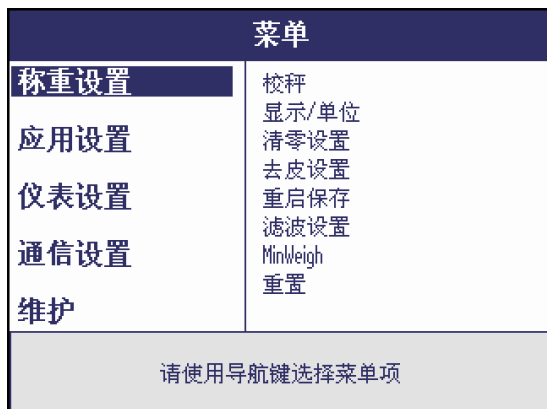 菜单
称重设置
应用设置
仪表设置
通信设置
维护
校秤
显示/单位
清零设置
去皮设置
重启保存
滤波设置
MinWeigh
重置
请使用导航键选择菜单项